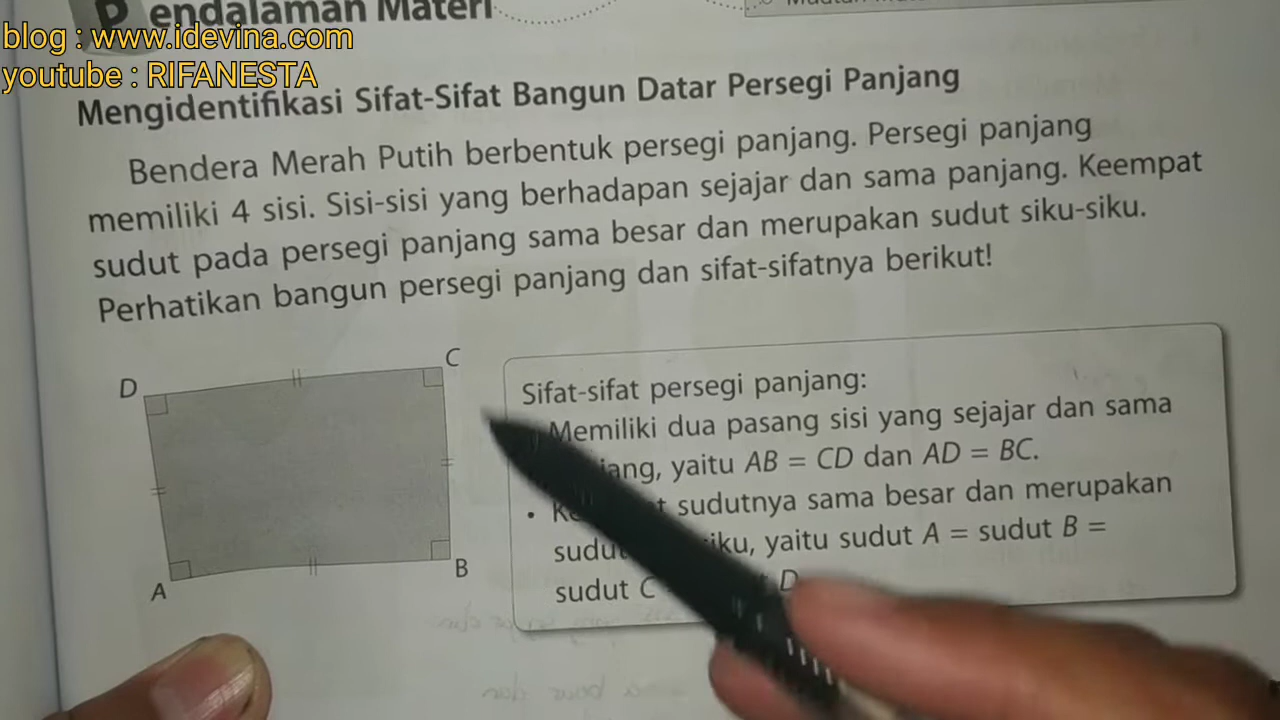 endalaman Materi
blog : www.idevina.com
youtube : RIFANESTA
Mengidentifikasi Sifat-Sifat Bangun Datar Persegi Panjang
Bendera Merah Putih berbentuk persegi panjang. Persegi panjang
memiliki 4 sisi. Sisi-sisi yang berhadapan sejajar dan sama panjang. Keempat
sudut pada persegi panjang sama besar dan merupakan sudut siku-siku.
Perhatikan bangun persegi panjang dan sifat-sifatnya berikut!
D
C
A
B
Sifat-sifat persegi panjang:
Memiliki dua pasang sisi yang sejajar dan sama
yaitu AB = CD dan AD = BC.
• sudutnya sama besar dan merupakan
yaitu sudut A = sudut B =
sudut C D